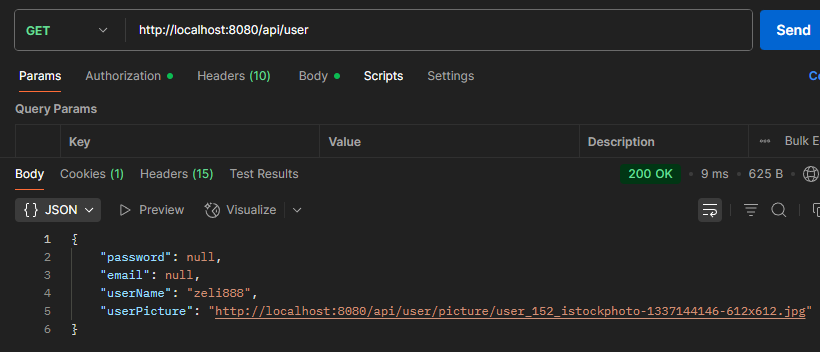 GET http://localhost:8080/api/user Send
Params Authorization Headers (10) Body Scripts Settings
Query Params
Key Value Description Bulk E
Body Cookies (1) Headers (15) Test Results 200 OK • 9 ms • 625 B •
{} JSON Preview Visualize
1 {
2 "password": null,
3 "email": null,
4 "userName": "zeli888",
5 "userPicture": "http://localhost:8080/api/user/picture/user_152_istockphoto-1337144146-612x612.jpg"
6 }